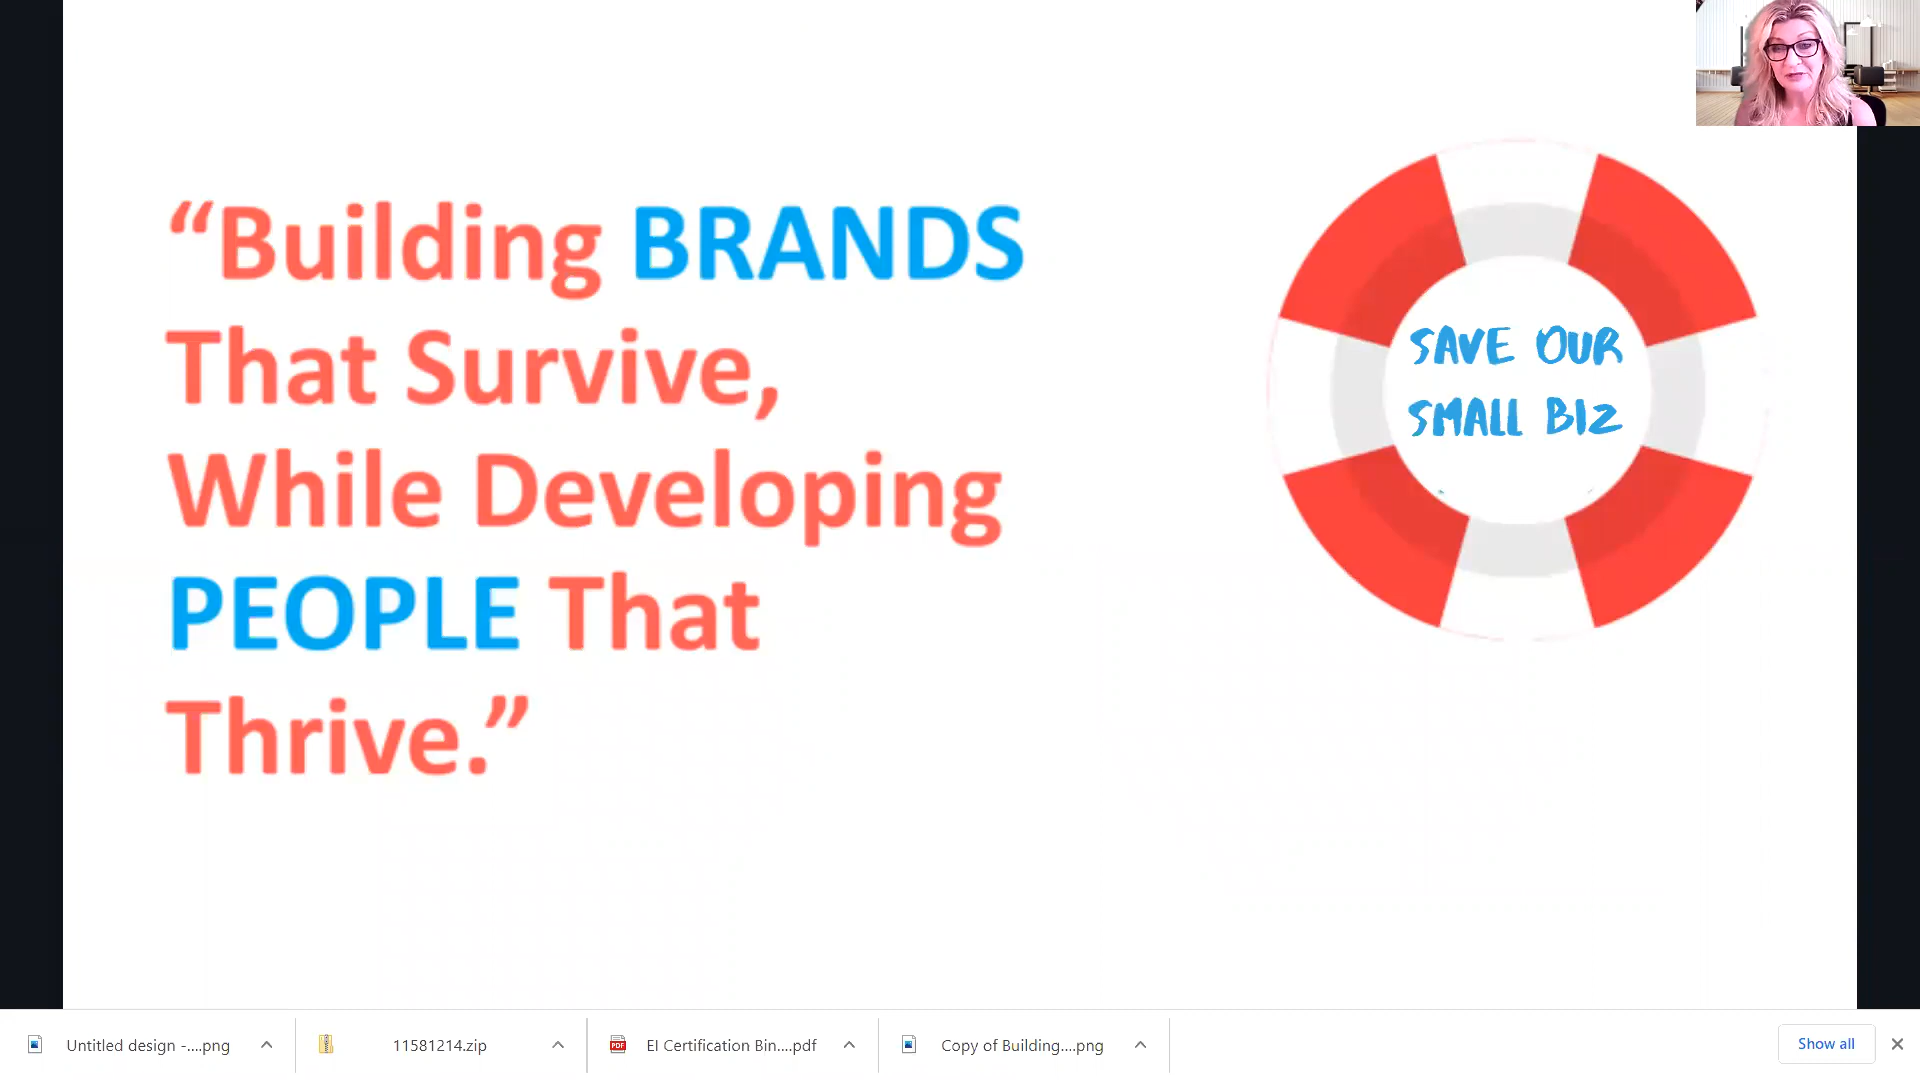 “Building BRANDS
That Survive,
While Developing
PEOPLE That
Thrive.”
SAVE OUR
SMALL BIZ
Untitled design -....png
11581214.zip
EI Certification Bin....pdf
Copy of Building....png
Show all